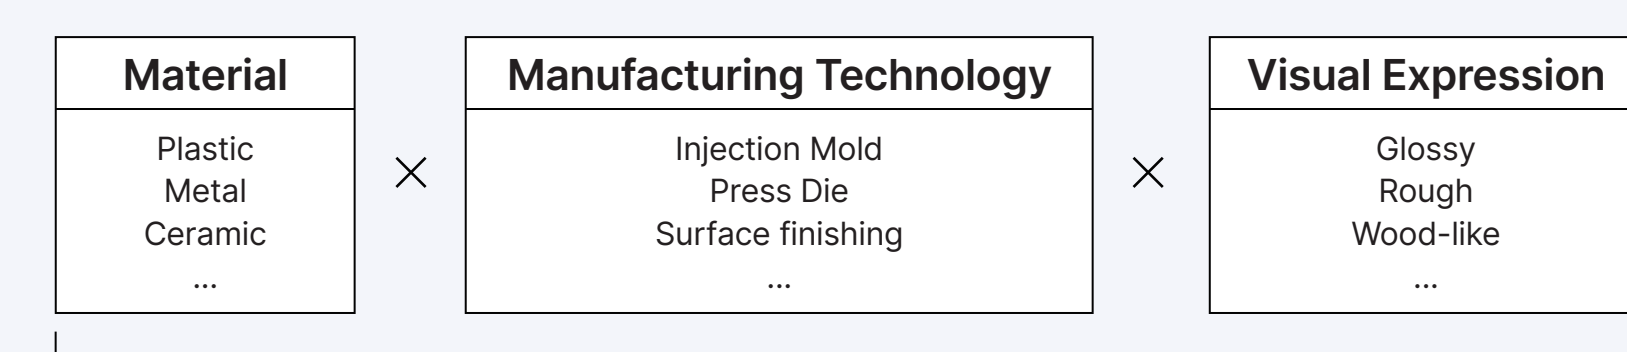 Material
Plastic
Metal
Ceramic
...
×
Manufacturing Technology
Injection Mold
Press Die
Surface finishing
...
×
Visual Expression
Glossy
Rough
Wood-like
...